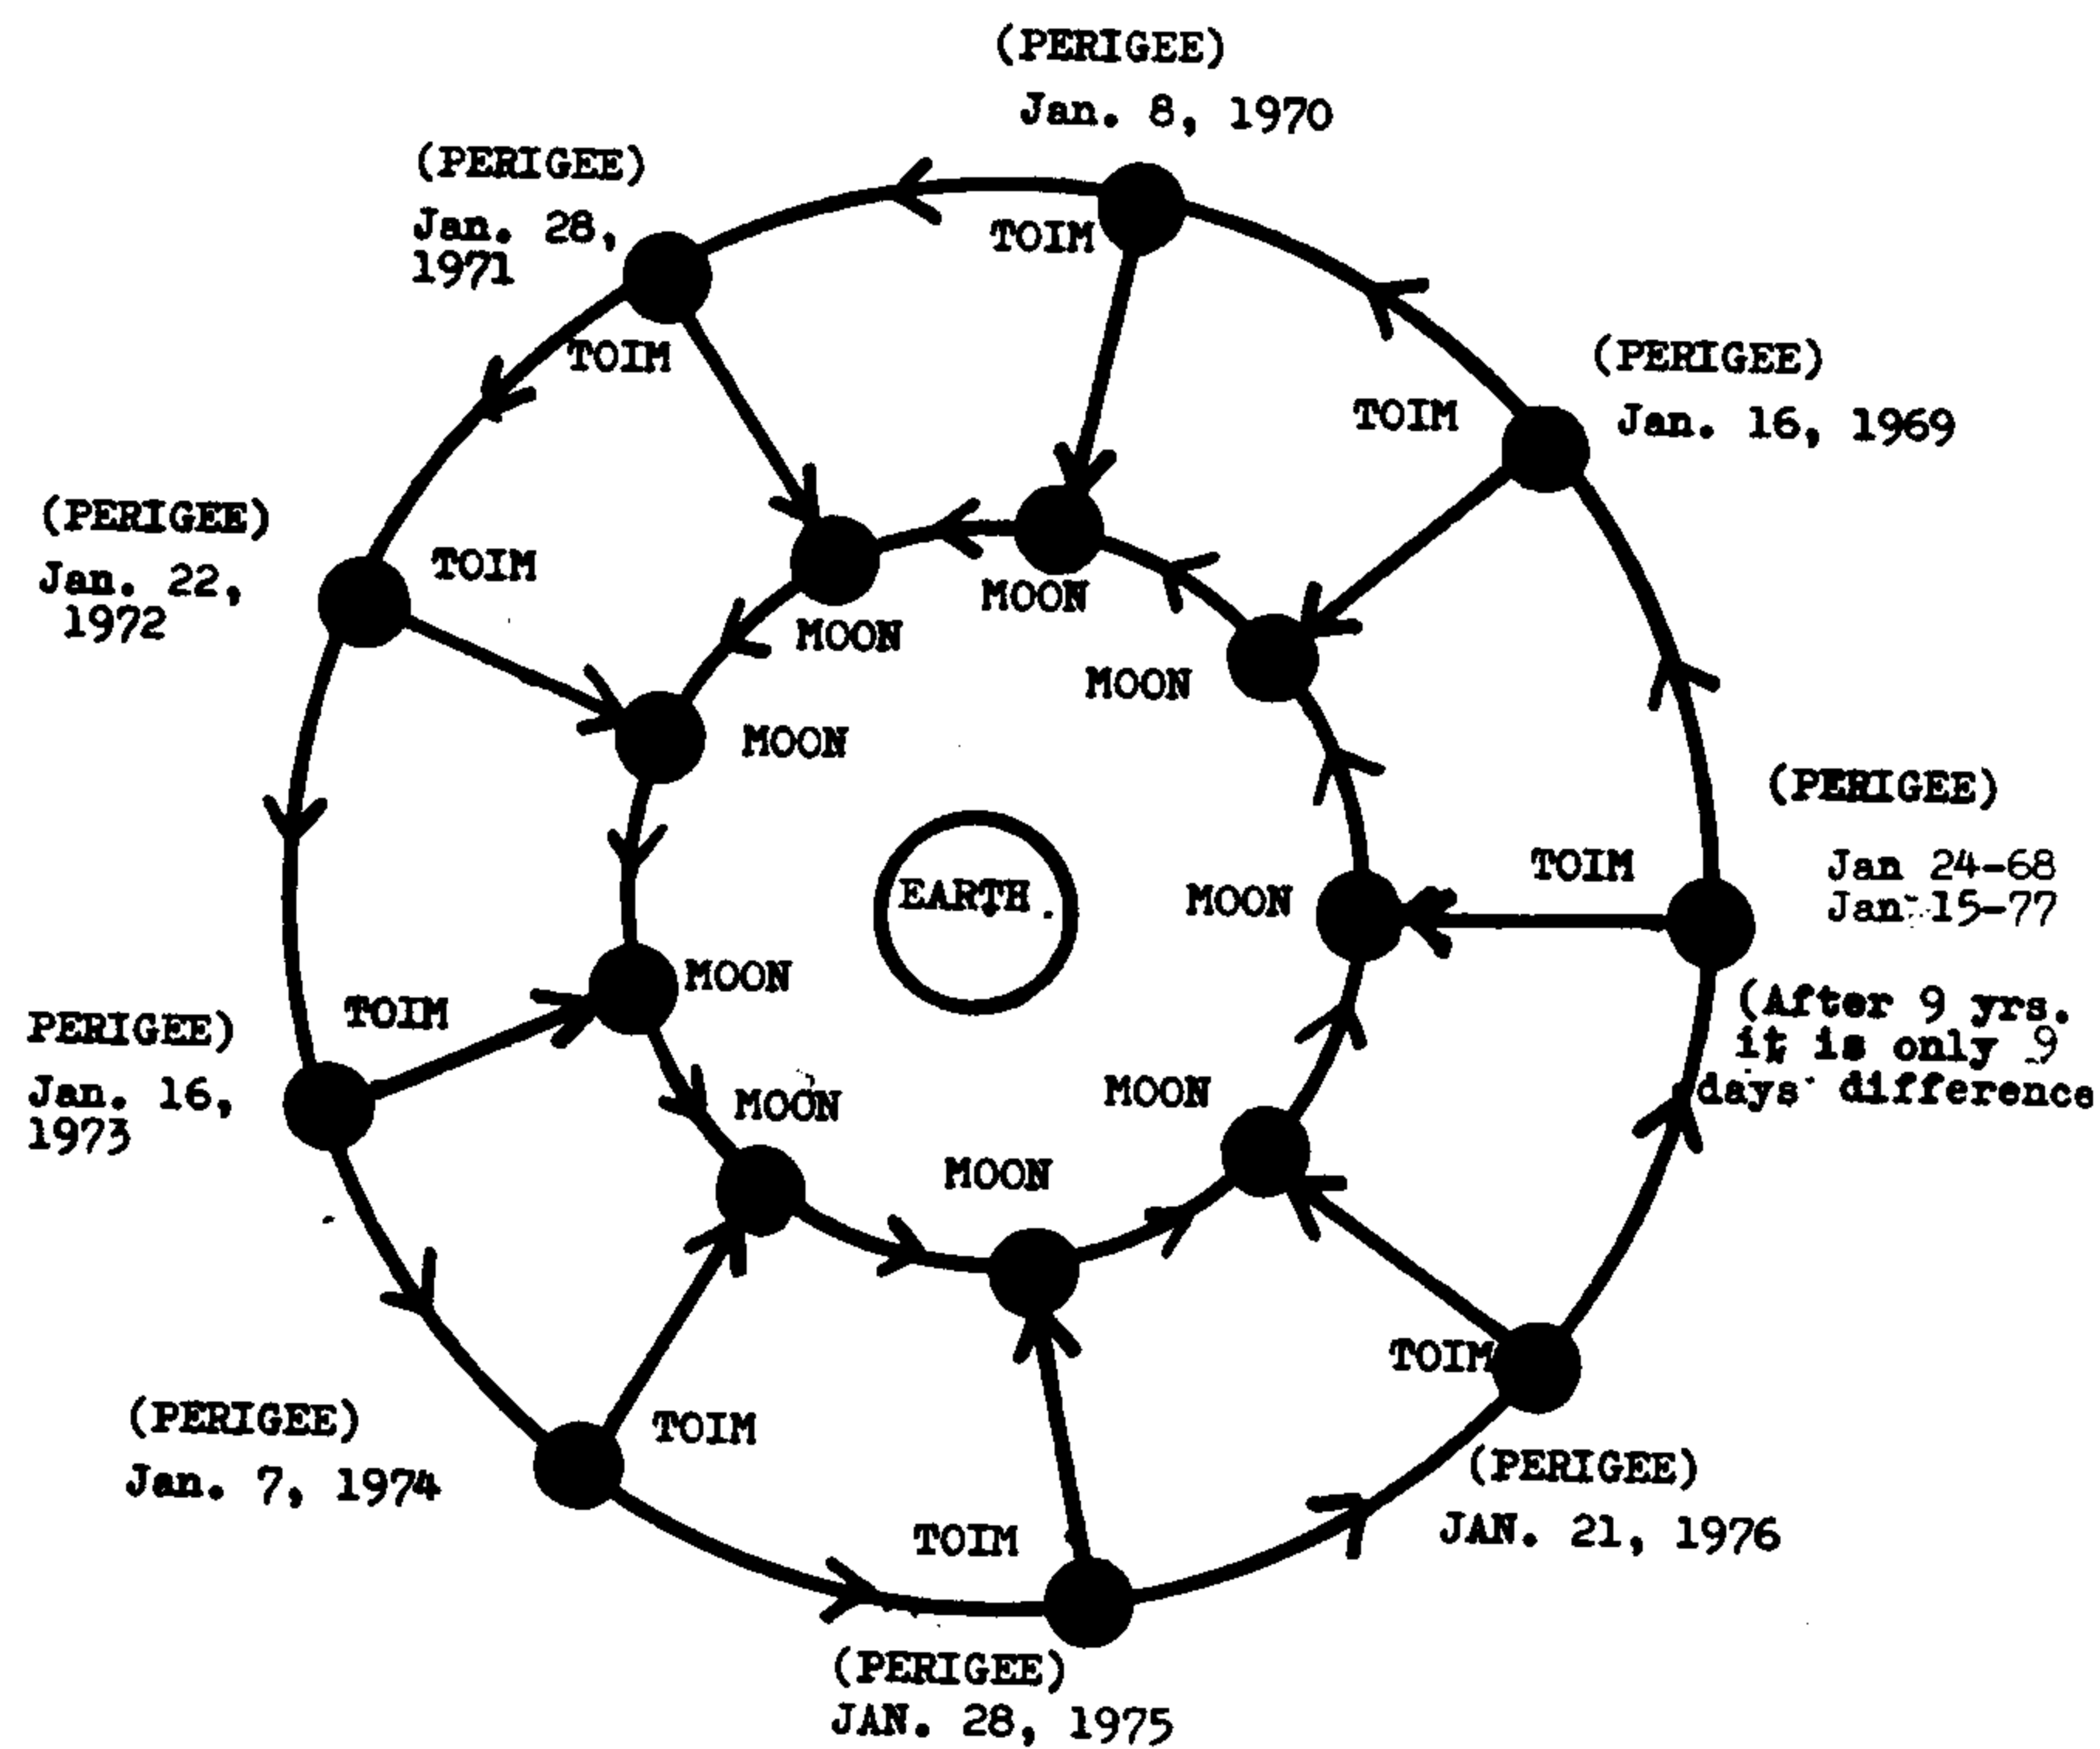 (PERIGEE)
Jan. 8, 1970
TOIM
(PERIGEE)
Jan. 28,
1971
TOIM
(PERIGEE)
Jan. 16, 1969
TOIM
(PERIGEE)
Jan. 22,
1972
TOIM
MOON
MOON
MOON
MOON
(PERIGEE)
Jan 24-68
Jan 15-77
TOIM
MOON
EARTH.
(After 9 yrs.
it is only 9
days difference
MOON
TOIM
PERIGEE)
Jan. 16,
1973
MOON
MOON
MOON
(PERIGEE)
Jan. 7, 1974
TOIM
TOIM
TOIM
(PERIGEE)
JAN. 21, 1976
(PERIGEE)
JAN. 28, 1975